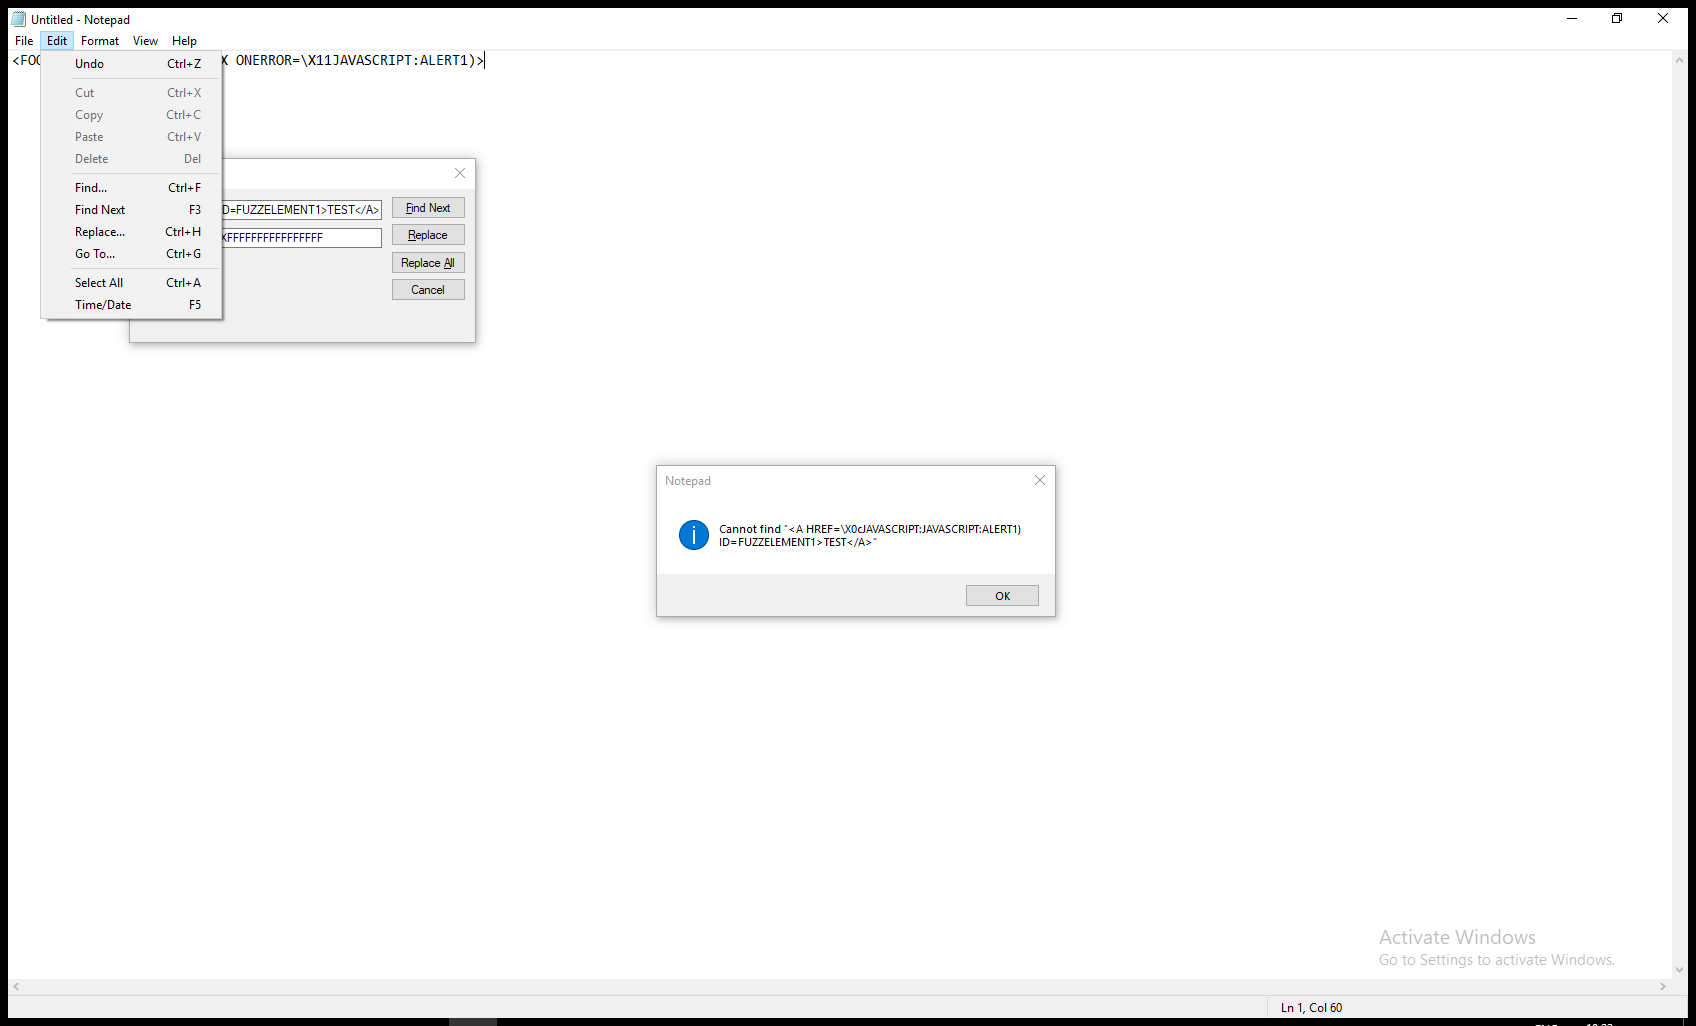 Untitled - Notepad
File Edit Format View Help
<FOO X ONERROR=\X11JAVASCRIPT:ALERT1)>
Undo Ctrl+Z
Cut Ctrl+X
Copy Ctrl+C
Paste Ctrl+V
Delete Del
Find... Ctrl+F
Find Next F3
Replace... Ctrl+H
Go To... Ctrl+G
Select All Ctrl+A
Time/Date F5
ID=FUZZELEMENT1>TEST</A>
XFFFFFFFFFFFFFFFF
Find Next
Replace
Replace All
Cancel
Notepad
Cannot find "<A HREF=\X0cJAVASCRIPT:JAVASCRIPT:ALERT1)
ID=FUZZELEMENT1>TEST</A>"
OK
Activate Windows
Go to Settings to activate Windows.
Ln 1, Col 60